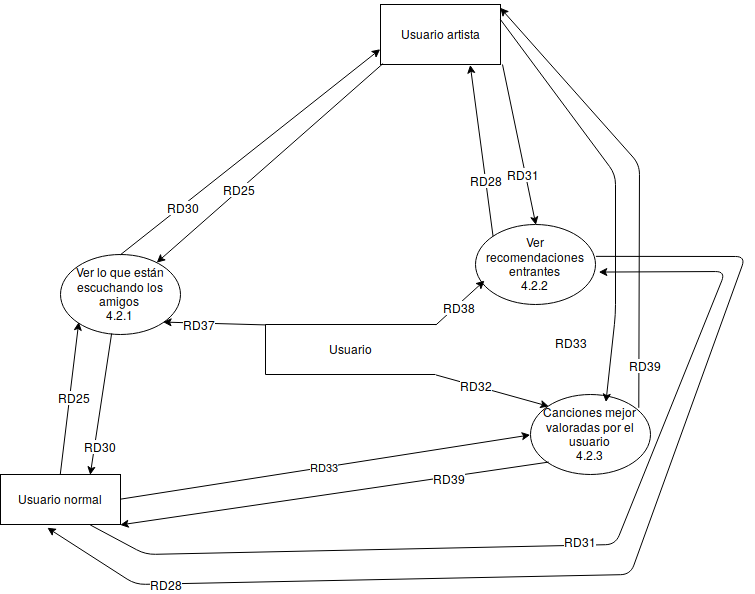 Usuario artista
RD28
RD31
RD30
RD25
Ver
recomendaciones
entrantes
4.2.2
Ver lo que están
escuchando los
amigos
4.2.1
RD38
RD37
Usuario
RD33
RD39
RD32
RD25
Canciones mejor
valoradas por el
usuario
4.2.3
RD30
RD33
RD39
Usuario normal
RD31
RD28